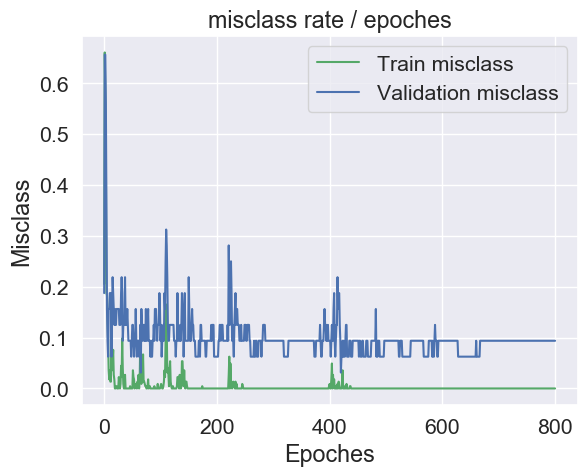 misclass rate / epoches
Train misclass
Validation misclass
Misclass
0.6
0.5
0.4
0.3
0.2
0.1
0.0
0 200 400 600 800
Epoches